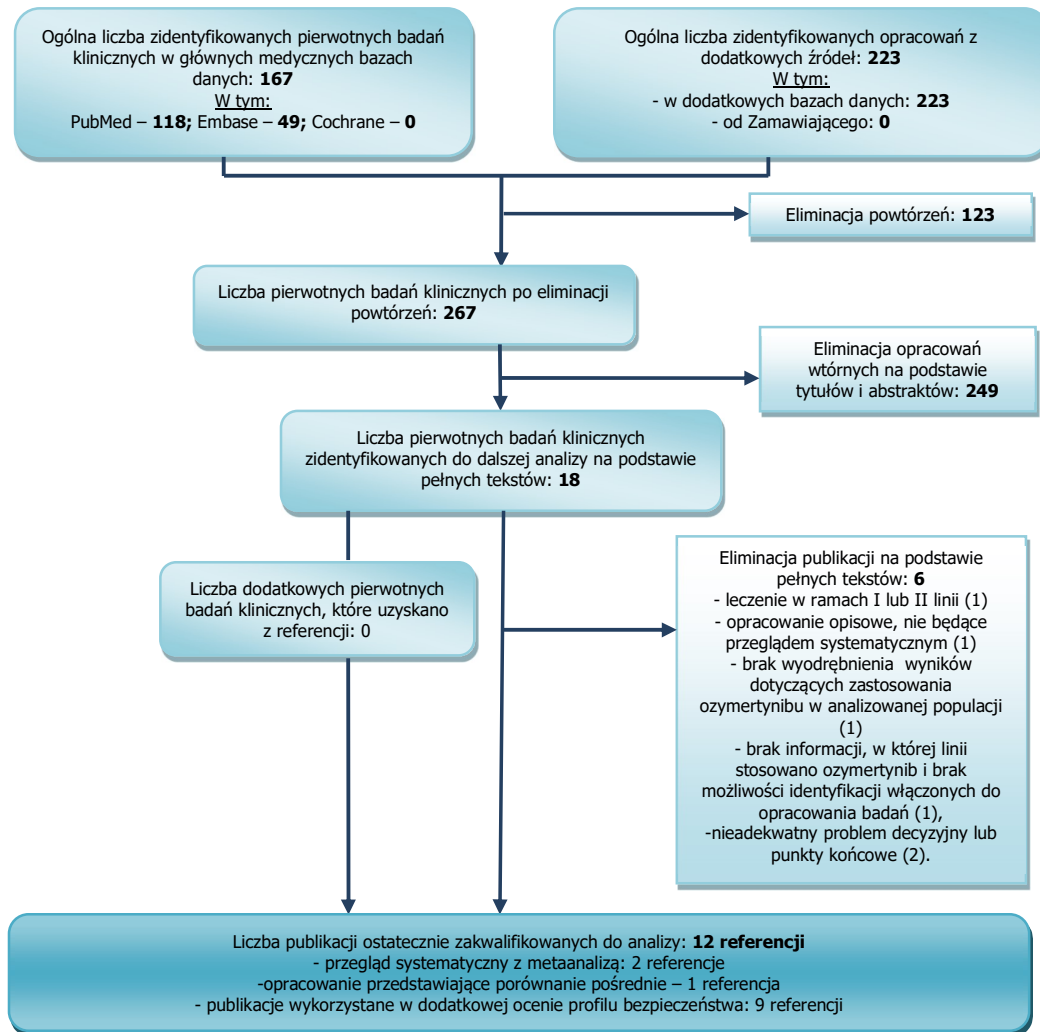 Ogólna liczba zidentyfikowanych pierwotnych badań
klinicznych w głównych medycznych bazach
danych: 167
W tym:
PubMed – 118; Embase – 49; Cochrane – 0
Ogólna liczba zidentyfikowanych opracowań z
dodatkowych źródeł: 223
W tym:
- w dodatkowych bazach danych: 223
- od Zamawiającego: 0
Eliminacja powtórzeń: 123
Liczba pierwotnych badań klinicznych po eliminacji
powtórzeń: 267
Eliminacja opracowań
wtórnych na podstawie
tytułów i abstraktów: 249
Liczba pierwotnych badań klinicznych
zidentyfikowanych do dalszej analizy na podstawie
pełnych tekstów: 18
Liczba dodatkowych pierwotnych
badań klinicznych, które uzyskano
z referencji: 0
Eliminacja publikacji na podstawie
pełnych tekstów: 6
- leczenie w ramach I lub II linii (1)
- opracowanie opisowe, nie będące
przeglądem systematycznym (1)
- brak wyodrębnienia wyników
dotyczących zastosowania
ozymertynibu w analizowanej populacji
(1)
- brak informacji, w której linii
stosowano ozymertynib i brak
możliwości identyfikacji włączonych do
opracowania badań (1),
-nieadekwatny problem decyzyjny lub
punkty końcowe (2).
Liczba publikacji ostatecznie zakwalifikowanych do analizy: 12 referencji
- przegląd systematyczny z metaanalizą: 2 referencje
-opracowanie przedstawiające porównanie pośrednie – 1 referencja
- publikacje wykorzystane w dodatkowej ocenie profilu bezpieczeństwa: 9 referencji